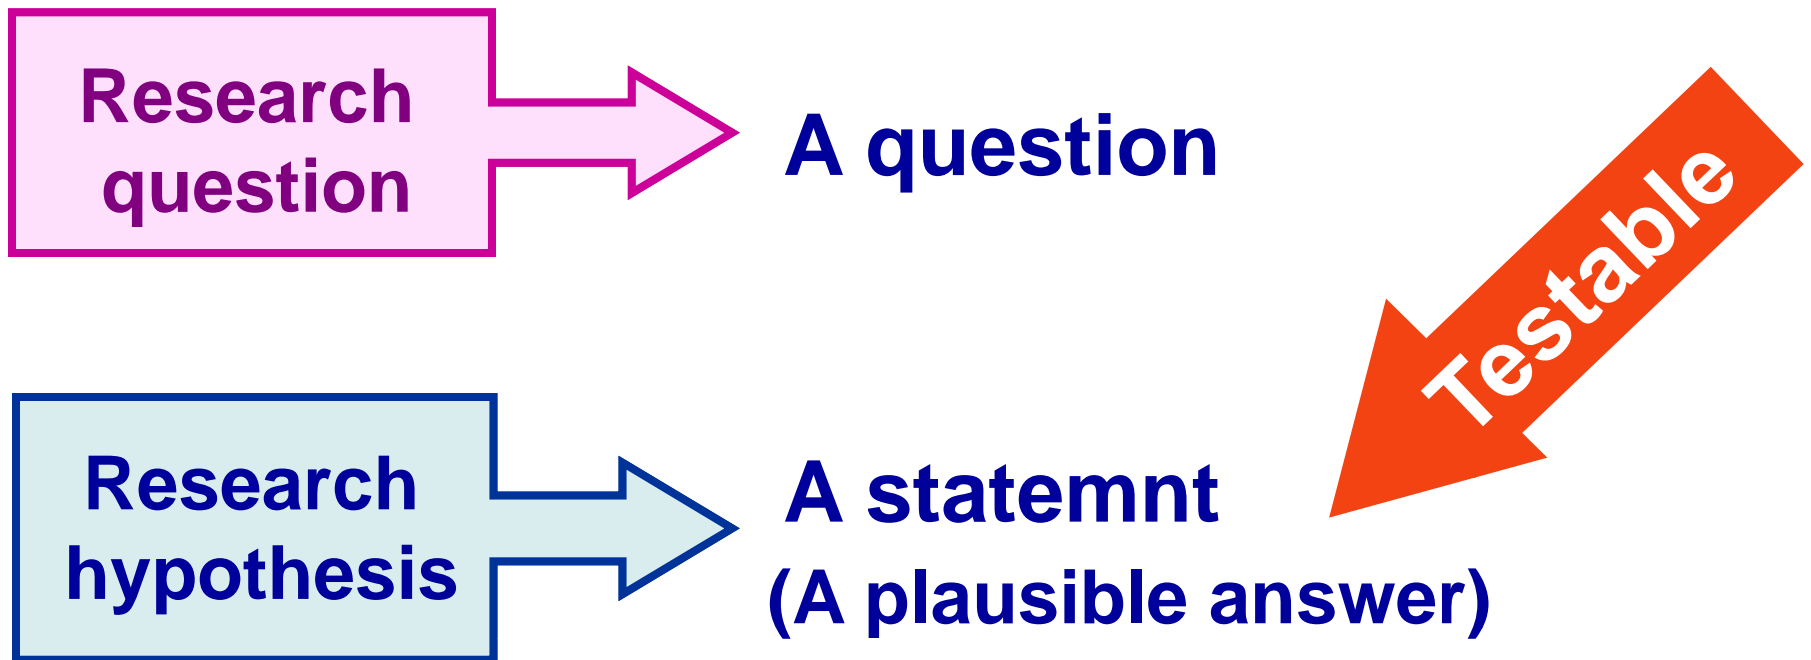 Research
question
A question
Testable
Research
hypothesis
A statemnt
(A plausible answer)